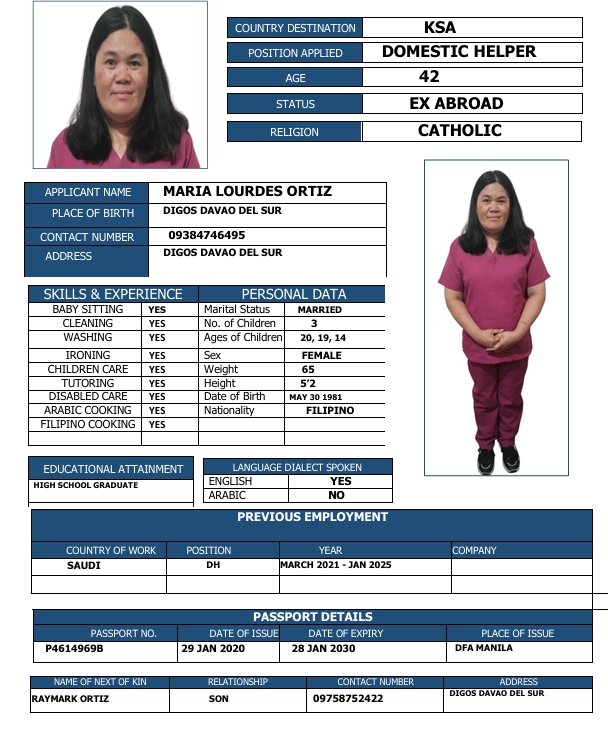 COUNTRY DESTINATION KSA
POSITION APPLIED DOMESTIC HELPER
AGE 42
STATUS EX ABROAD
RELIGION CATHOLIC
APPLICANT NAME MARIA LOURDES ORTIZ
PLACE OF BIRTH DIGOS DAVAO DEL SUR
CONTACT NUMBER 09384746495
ADDRESS DIGOS DAVAO DEL SUR
SKILLS & EXPERIENCE PERSONAL DATA
BABY SITTING YES Marital Status MARRIED
CLEANING YES No. of Children 3
WASHING YES Ages of Children 20, 19, 14
IRONING YES Sex FEMALE
CHILDREN CARE YES Weight 65
TUTORING YES Height 5’2
DISABLED CARE YES Date of Birth MAY 30 1981
ARABIC COOKING YES Nationality FILIPINO
FILIPINO COOKING YES
EDUCATIONAL ATTAINMENT
HIGH SCHOOL GRADUATE
LANGUAGE DIALECT SPOKEN
ENGLISH YES
ARABIC NO
PREVIOUS EMPLOYMENT
COUNTRY OF WORK POSITION YEAR COMPANY
SAUDI DH MARCH 2021 - JAN 2025
PASSPORT DETAILS
PASSPORT NO. DATE OF ISSUE DATE OF EXPIRY PLACE OF ISSUE
P4614969B 29 JAN 2020 28 JAN 2030 DFA MANILA
NAME OF NEXT OF KIN RELATIONSHIP CONTACT NUMBER ADDRESS
RAYMARK ORTIZ SON 09758752422 DIGOS DAVAO DEL SUR